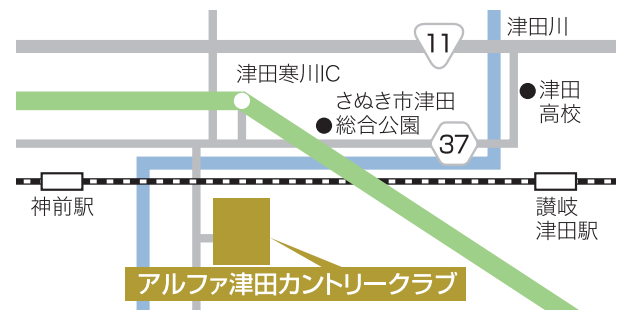 津田川
11
津田寒川IC
さぬき市津田
総合公園
津田
高校
37
神前駅
讃岐
津田駅
アルファ津田カントリークラブ